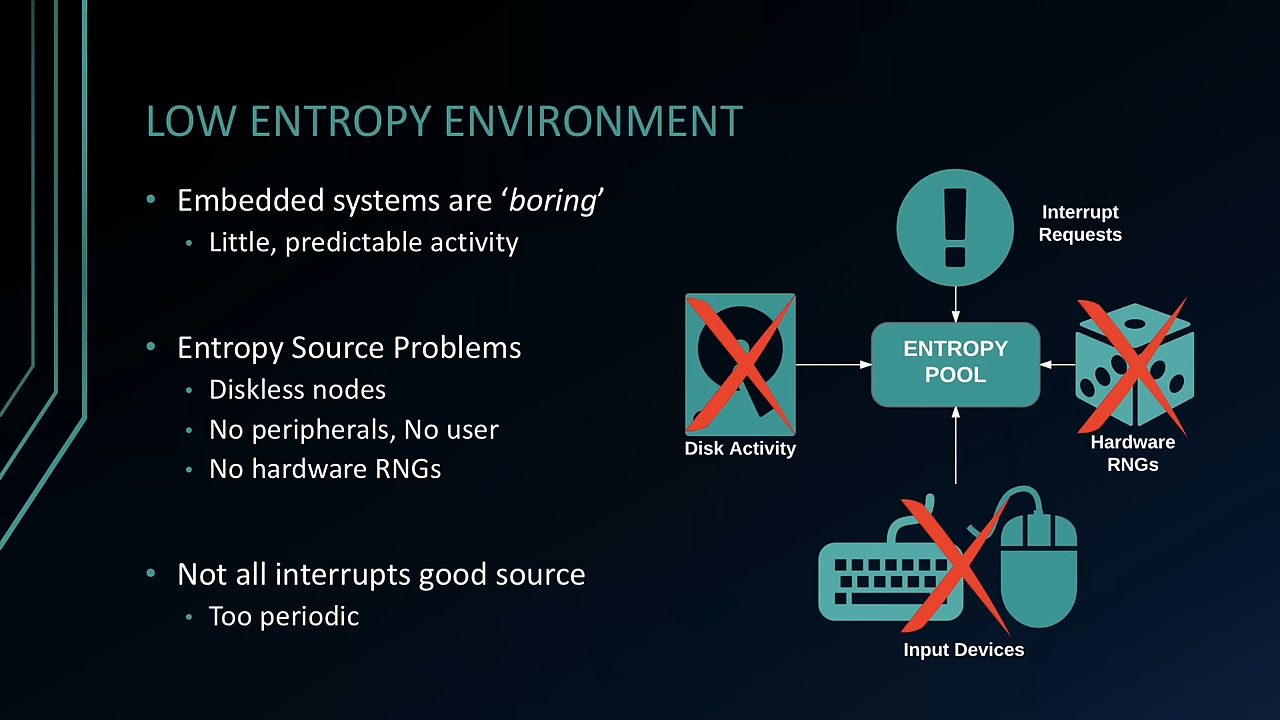 LOW ENTROPY ENVIRONMENT
Embedded systems are ‘boring’
Little, predictable activity
Entropy Source Problems
Diskless nodes
No peripherals, No user
No hardware RNGs
Not all interrupts good source
Too periodic
Interrupt
Requests
ENTROPY
POOL
Disk Activity
Hardware
RNGs
Input Devices